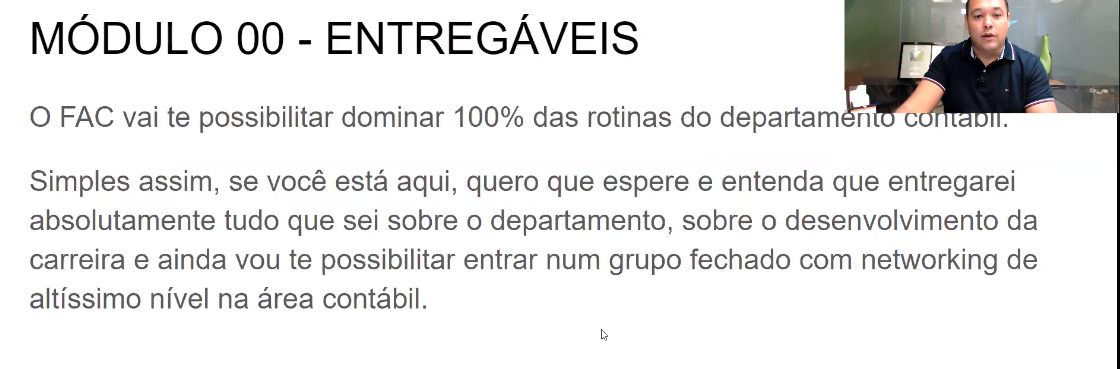 MÓDULO 00 - ENTREGÁVEIS
O FAC vai te possibilitar dominar 100% das rotinas do departamento contábil.
Simples assim, se você está aqui, quero que espere e entenda que entregarei
absolutamente tudo que sei sobre o departamento, sobre o desenvolvimento da
carreira e ainda vou te possibilitar entrar num grupo fechado com networking de
altíssimo nível na área contábil.